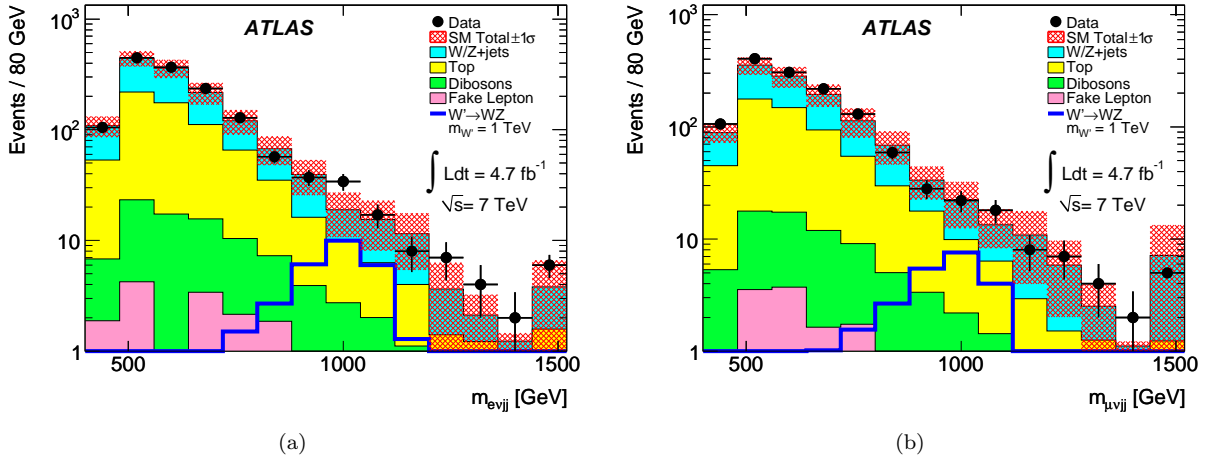 Events / 80 GeV
10³
10²
10
1
ATLAS
Data
SM Total±1σ
W/Z+jets
Top
Dibosons
Fake Lepton
W'→WZ
m_W' = 1 TeV
∫ Ldt = 4.7 fb⁻¹
√s= 7 TeV
500 1000 1500
m_eνjj [GeV]
(a)
Events / 80 GeV
10³
10²
10
1
ATLAS
Data
SM Total±1σ
W/Z+jets
Top
Dibosons
Fake Lepton
W'→WZ
m_W' = 1 TeV
∫ Ldt = 4.7 fb⁻¹
√s= 7 TeV
500 1000 1500
m_μνjj [GeV]
(b)